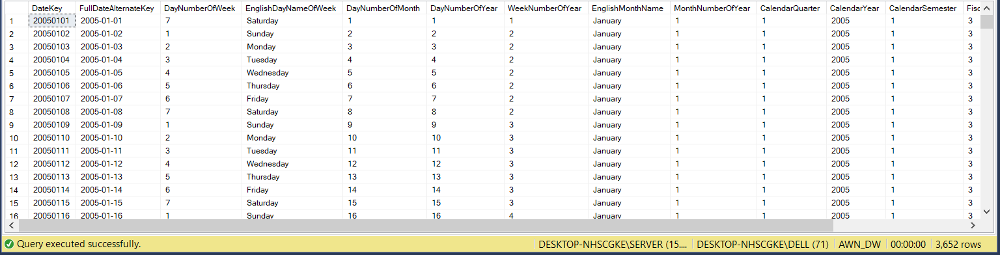 DateKey FullDateAlternateKey DayNumberOfWeek EnglishDayNameOfWeek DayNumberOfMonth DayNumberOfYear WeekNumberOfYear EnglishMonthName MonthNumberOfYear CalendarQuarter CalendarYear CalendarSemester Fisc
1 20050101 2005-01-01 7 Saturday 1 1 1 January 1 1 2005 1 3
2 20050102 2005-01-02 1 Sunday 2 2 2 January 1 1 2005 1 3
3 20050103 2005-01-03 2 Monday 3 3 2 January 1 1 2005 1 3
4 20050104 2005-01-04 3 Tuesday 4 4 2 January 1 1 2005 1 3
5 20050105 2005-01-05 4 Wednesday 5 5 2 January 1 1 2005 1 3
6 20050106 2005-01-06 5 Thursday 6 6 2 January 1 1 2005 1 3
7 20050107 2005-01-07 6 Friday 7 7 2 January 1 1 2005 1 3
8 20050108 2005-01-08 7 Saturday 8 8 2 January 1 1 2005 1 3
9 20050109 2005-01-09 1 Sunday 9 9 3 January 1 1 2005 1 3
10 20050110 2005-01-10 2 Monday 10 10 3 January 1 1 2005 1 3
11 20050111 2005-01-11 3 Tuesday 11 11 3 January 1 1 2005 1 3
12 20050112 2005-01-12 4 Wednesday 12 12 3 January 1 1 2005 1 3
13 20050113 2005-01-13 5 Thursday 13 13 3 January 1 1 2005 1 3
14 20050114 2005-01-14 6 Friday 14 14 3 January 1 1 2005 1 3
15 20050115 2005-01-15 7 Saturday 15 15 3 January 1 1 2005 1 3
16 20050116 2005-01-16 1 Sunday 16 16 4 January 1 1 2005 1 3
Query executed successfully. DESKTOP-NHSCGKE\SERVER (15.... DESKTOP-NHSCGKE\DELL (71) AWN_DW 00:00:00 3,652 rows